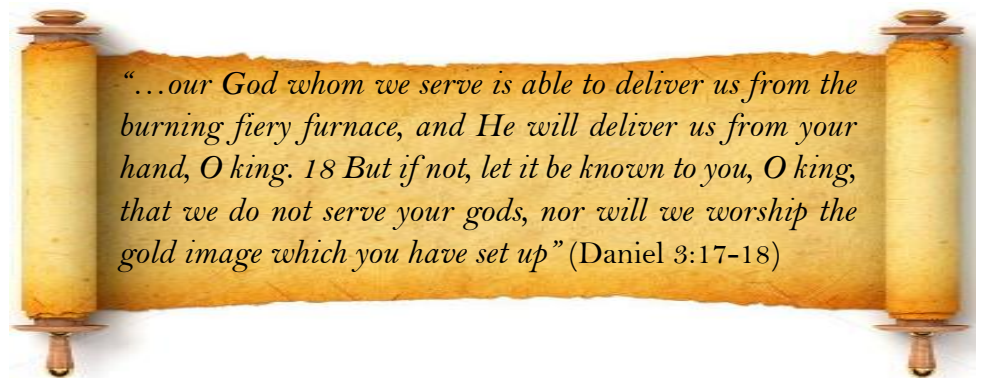 “…our God whom we serve is able to deliver us from the
burning fiery furnace, and He will deliver us from your
hand, O king. 18 But if not, let it be known to you, O king,
that we do not serve your gods, nor will we worship the
gold image which you have set up” (Daniel 3:17-18)